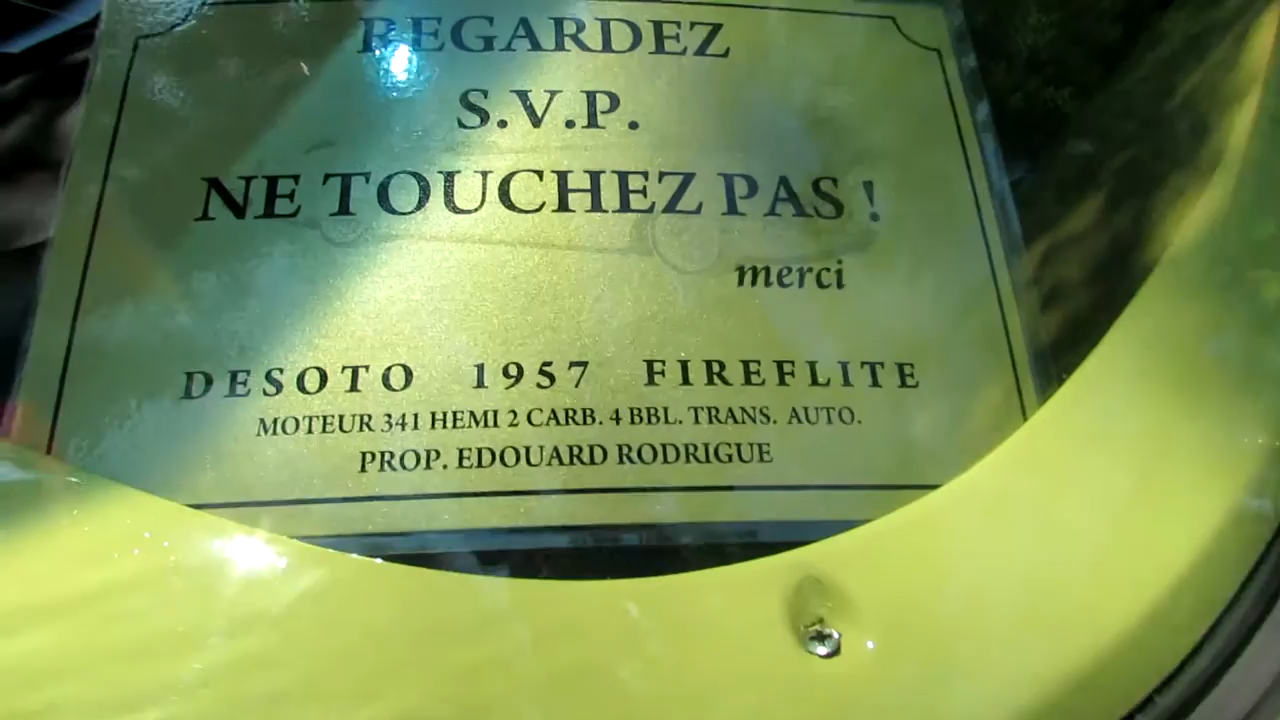 REGARDEZ
S.V.P.
NE TOUCHEZ PAS !
merci
DESOTO 1957 FIREFLITE
MOTEUR 341 HEMI 2 CARB. 4 BBL. TRANS. AUTO.
PROP. EDOUARD RODRIGUE